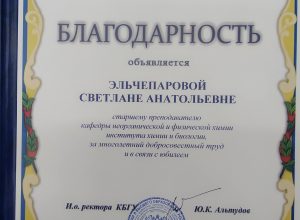 БЛАГОДАРНОСТЬ
объявляется
ЭЛЬЧЕПАРОВОЙ
СВЕТЛАНЕ АНАТОЛЬЕВНЕ
старшему преподавателю
кафедры неорганической и физической химии
института химии и биологии,
за многолетний добросовестный труд
и в связи с юбилеем
И.о. ректора КБГУ Ю.К. Альтудов